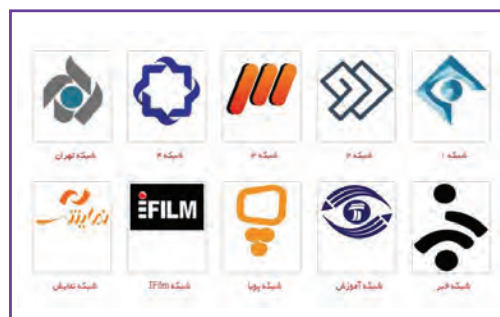 شبکه ۱
شبکه ۲
شبکه ۳
شبکه ۴
شبکه تهران
iFILM
شبکه خبر
شبکه آموزش
شبکه پویا
شبکه IFilm
شبکه نمایش